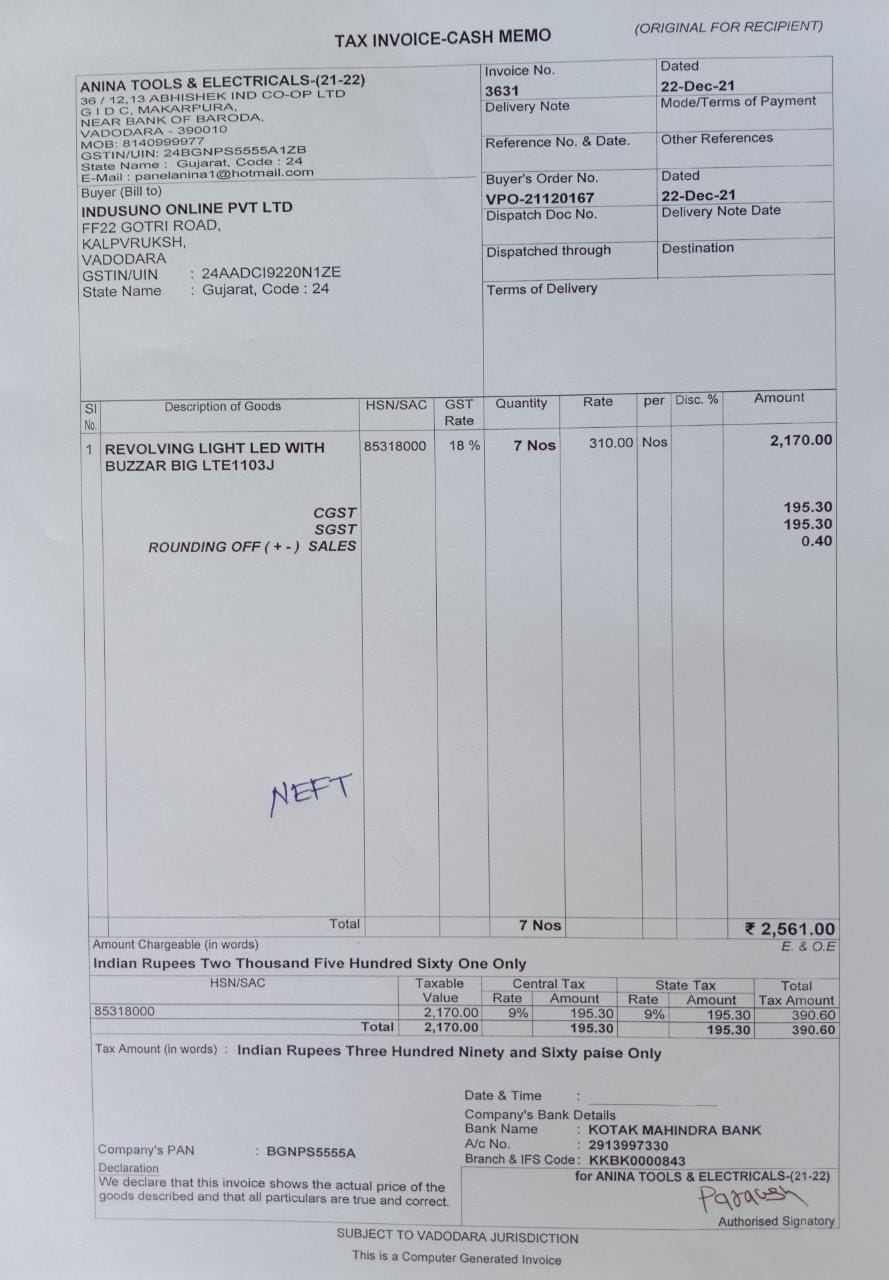 TAX INVOICE-CASH MEMO
(ORIGINAL FOR RECIPIENT)
ANINA TOOLS & ELECTRICALS-(21-22)
36 / 12,13 ABHISHEK IND CO-OP LTD
G I D C, MAKARPURA,
NEAR BANK OF BARODA,
VADODARA - 390010
MOB: 8140999977
GSTIN/UIN: 24BGNPS5555A1ZB
State Name : Gujarat, Code : 24
E-Mail : panelanina1@hotmail.com
Buyer (Bill to)
INDUSUNO ONLINE PVT LTD
FF22 GOTRI ROAD,
KALPVRUKSH,
VADODARA
GSTIN/UIN : 24AADCI9220N1ZE
State Name : Gujarat, Code : 24
Invoice No. Dated
3631 22-Dec-21
Delivery Note Mode/Terms of Payment
Reference No. & Date. Other References
Buyer's Order No. Dated
VPO-21120167 22-Dec-21
Dispatch Doc No. Delivery Note Date
Dispatched through Destination
Terms of Delivery
Sl Description of Goods HSN/SAC GST Quantity Rate per Disc. % Amount
No. Rate
1 REVOLVING LIGHT LED WITH 85318000 18 % 7 Nos 310.00 Nos 2,170.00
BUZZAR BIG LTE1103J
CGST 195.30
SGST 195.30
ROUNDING OFF ( + - ) SALES 0.40
NEFT
Total 7 Nos ₹ 2,561.00
Amount Chargeable (in words) E. & O.E
Indian Rupees Two Thousand Five Hundred Sixty One Only
HSN/SAC Taxable Central Tax State Tax Total
Value Rate Amount Rate Amount Tax Amount
85318000 2,170.00 9% 195.30 9% 195.30 390.60
Total 2,170.00 195.30 195.30 390.60
Tax Amount (in words) : Indian Rupees Three Hundred Ninety and Sixty paise Only
Date & Time :
Company's Bank Details
Bank Name : KOTAK MAHINDRA BANK
A/c No. : 2913997330
Branch & IFS Code : KKBK0000843
Company's PAN : BGNPS5555A
Declaration
We declare that this invoice shows the actual price of the
goods described and that all particulars are true and correct.
for ANINA TOOLS & ELECTRICALS-(21-22)
Authorised Signatory
SUBJECT TO VADODARA JURISDICTION
This is a Computer Generated Invoice